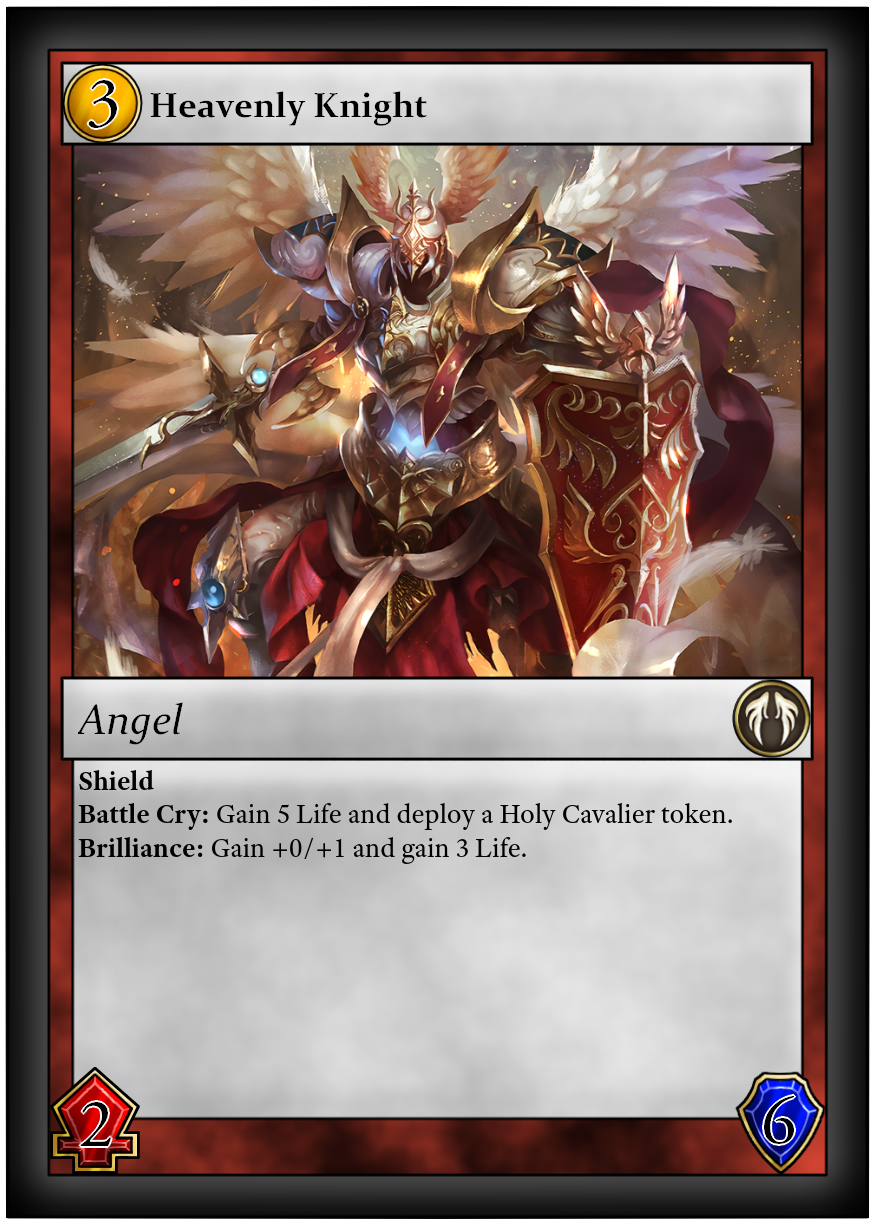 3 Heavenly Knight
Angel
Shield
Battle Cry: Gain 5 Life and deploy a Holy Cavalier token.
Brilliance: Gain +0/+1 and gain 3 Life.
2 6